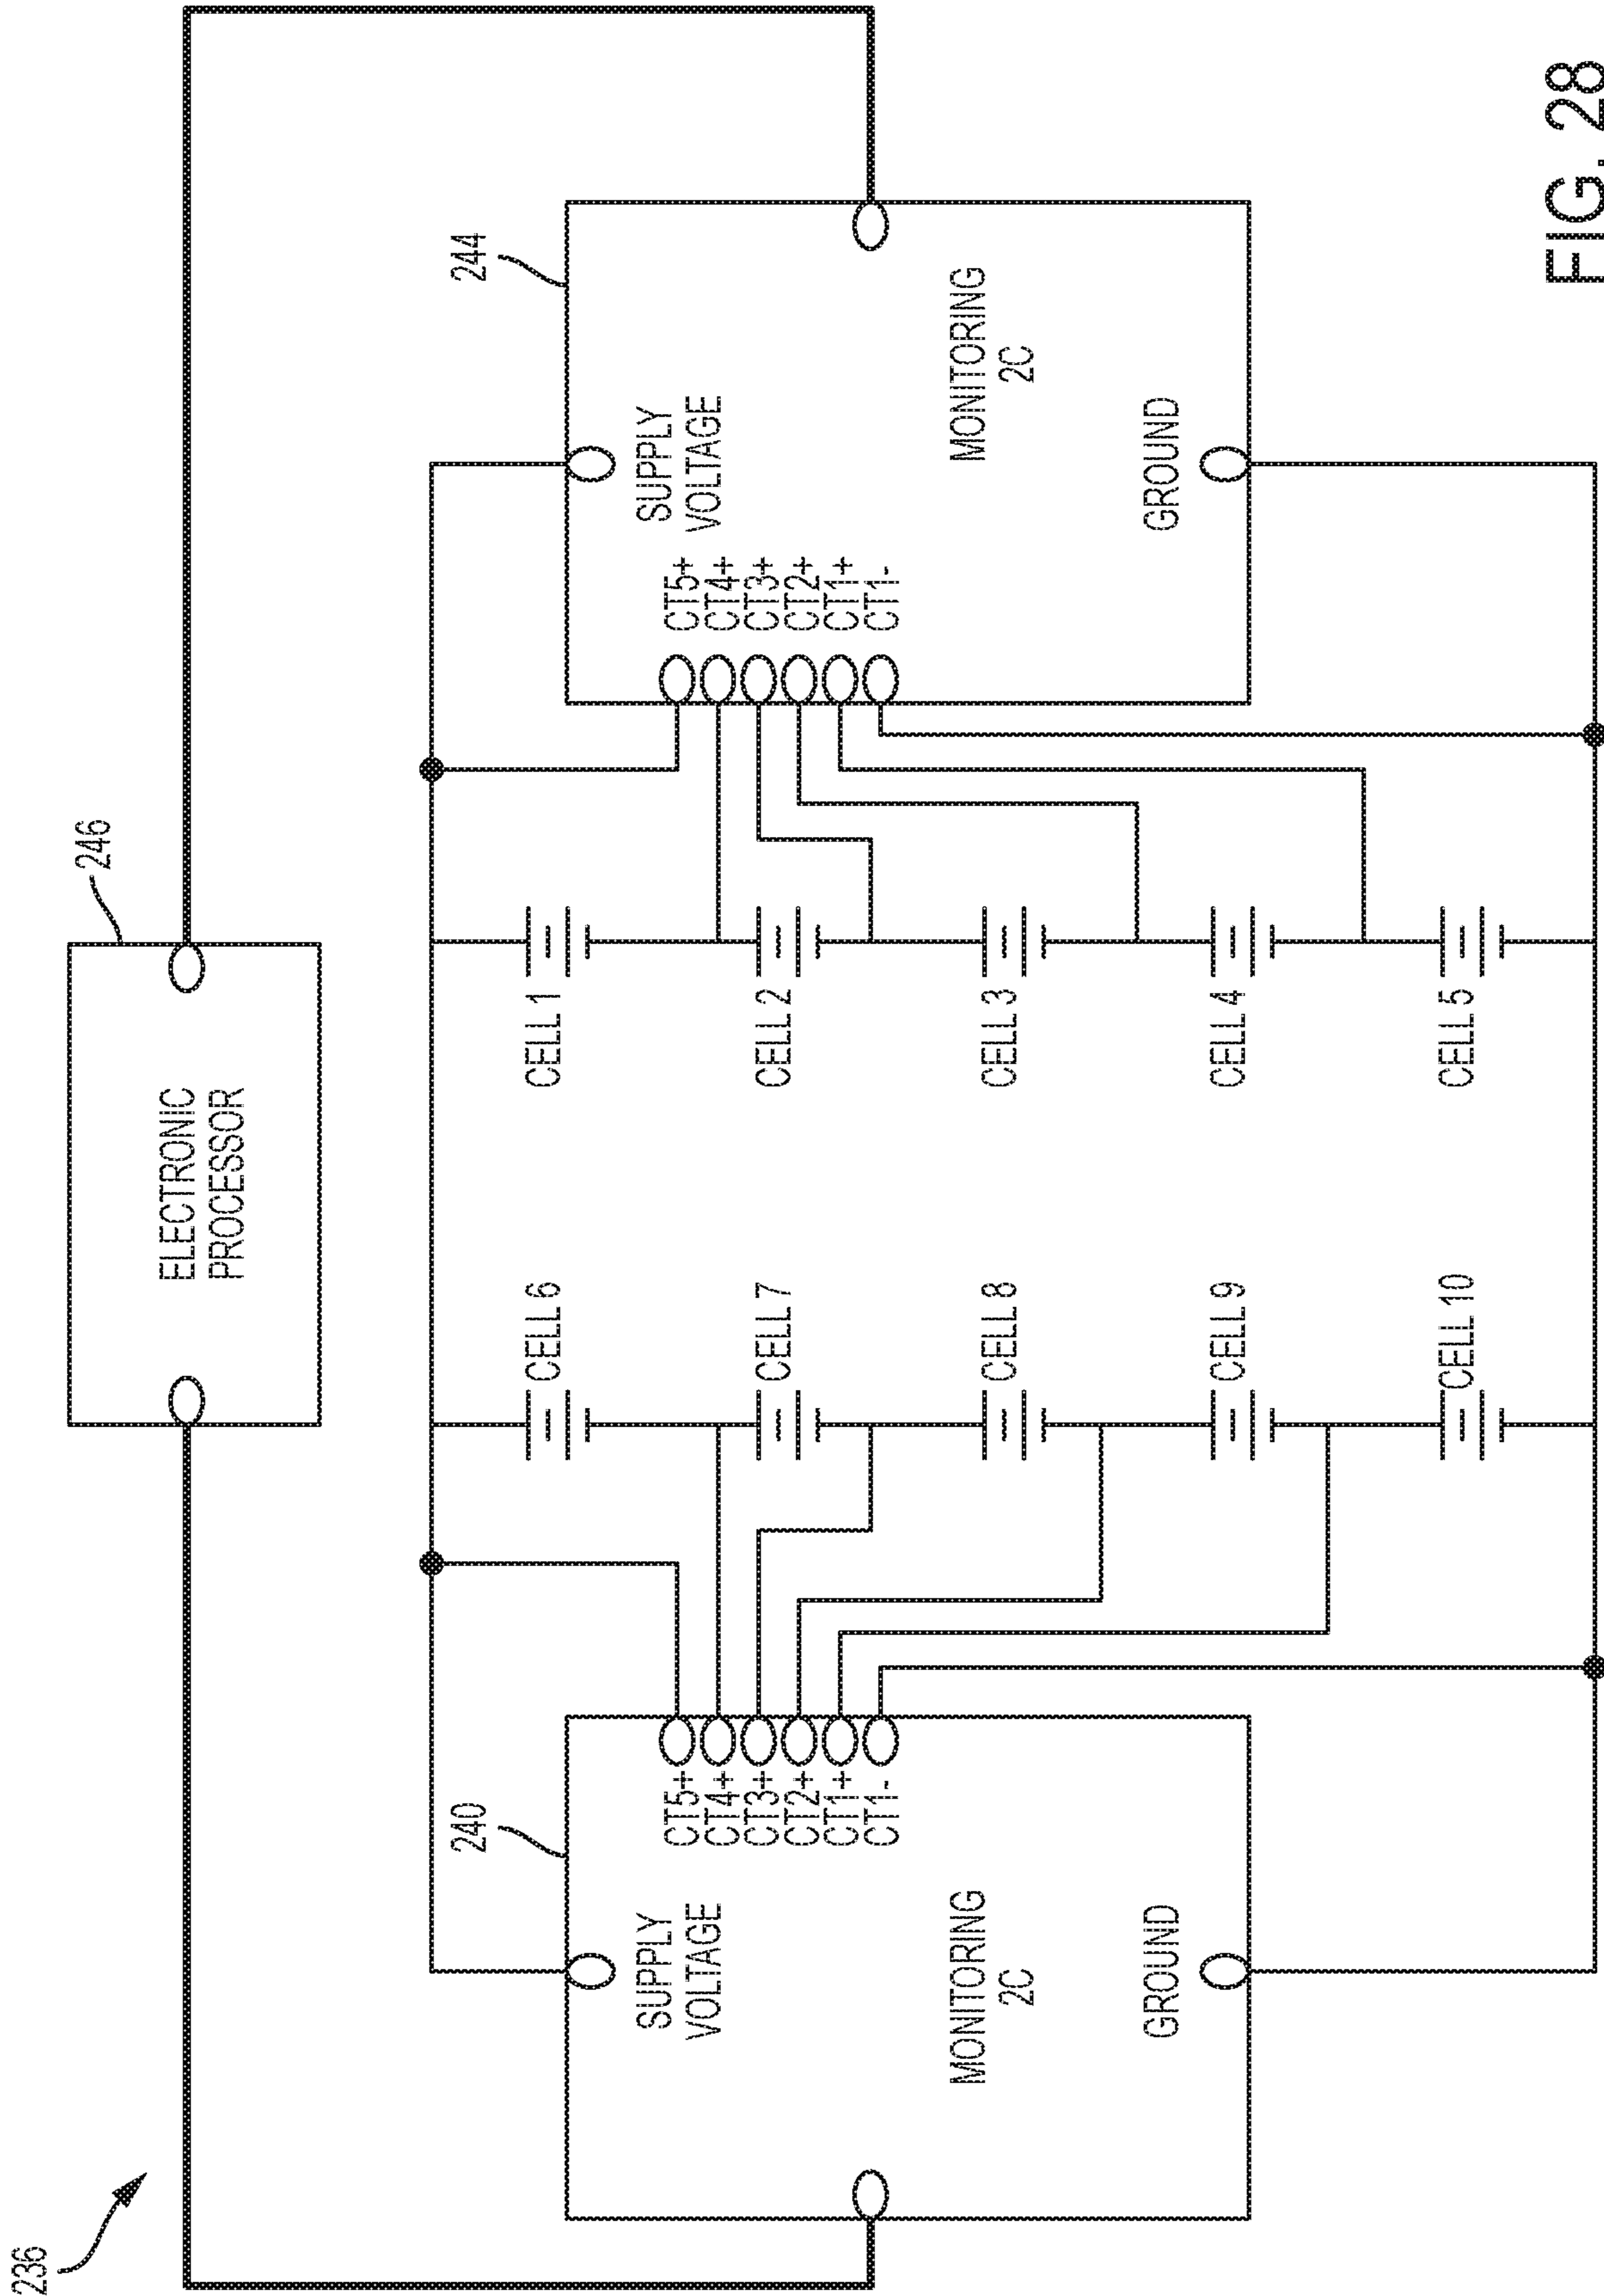 236
246
ELECTRONIC
PROCESSOR
240
SUPPLY
VOLTAGE
CT5+
CT4+
CT3+
CT2+
CT1+
CT1-
MONITORING
2C
GROUND
CELL 6
CELL 7
CELL 8
CELL 9
CELL 10
CELL 1
CELL 2
CELL 3
CELL 4
CELL 5
244
SUPPLY
VOLTAGE
CT5+
CT4+
CT3+
CT2+
CT1+
CT1-
MONITORING
2C
GROUND
FIG. 28